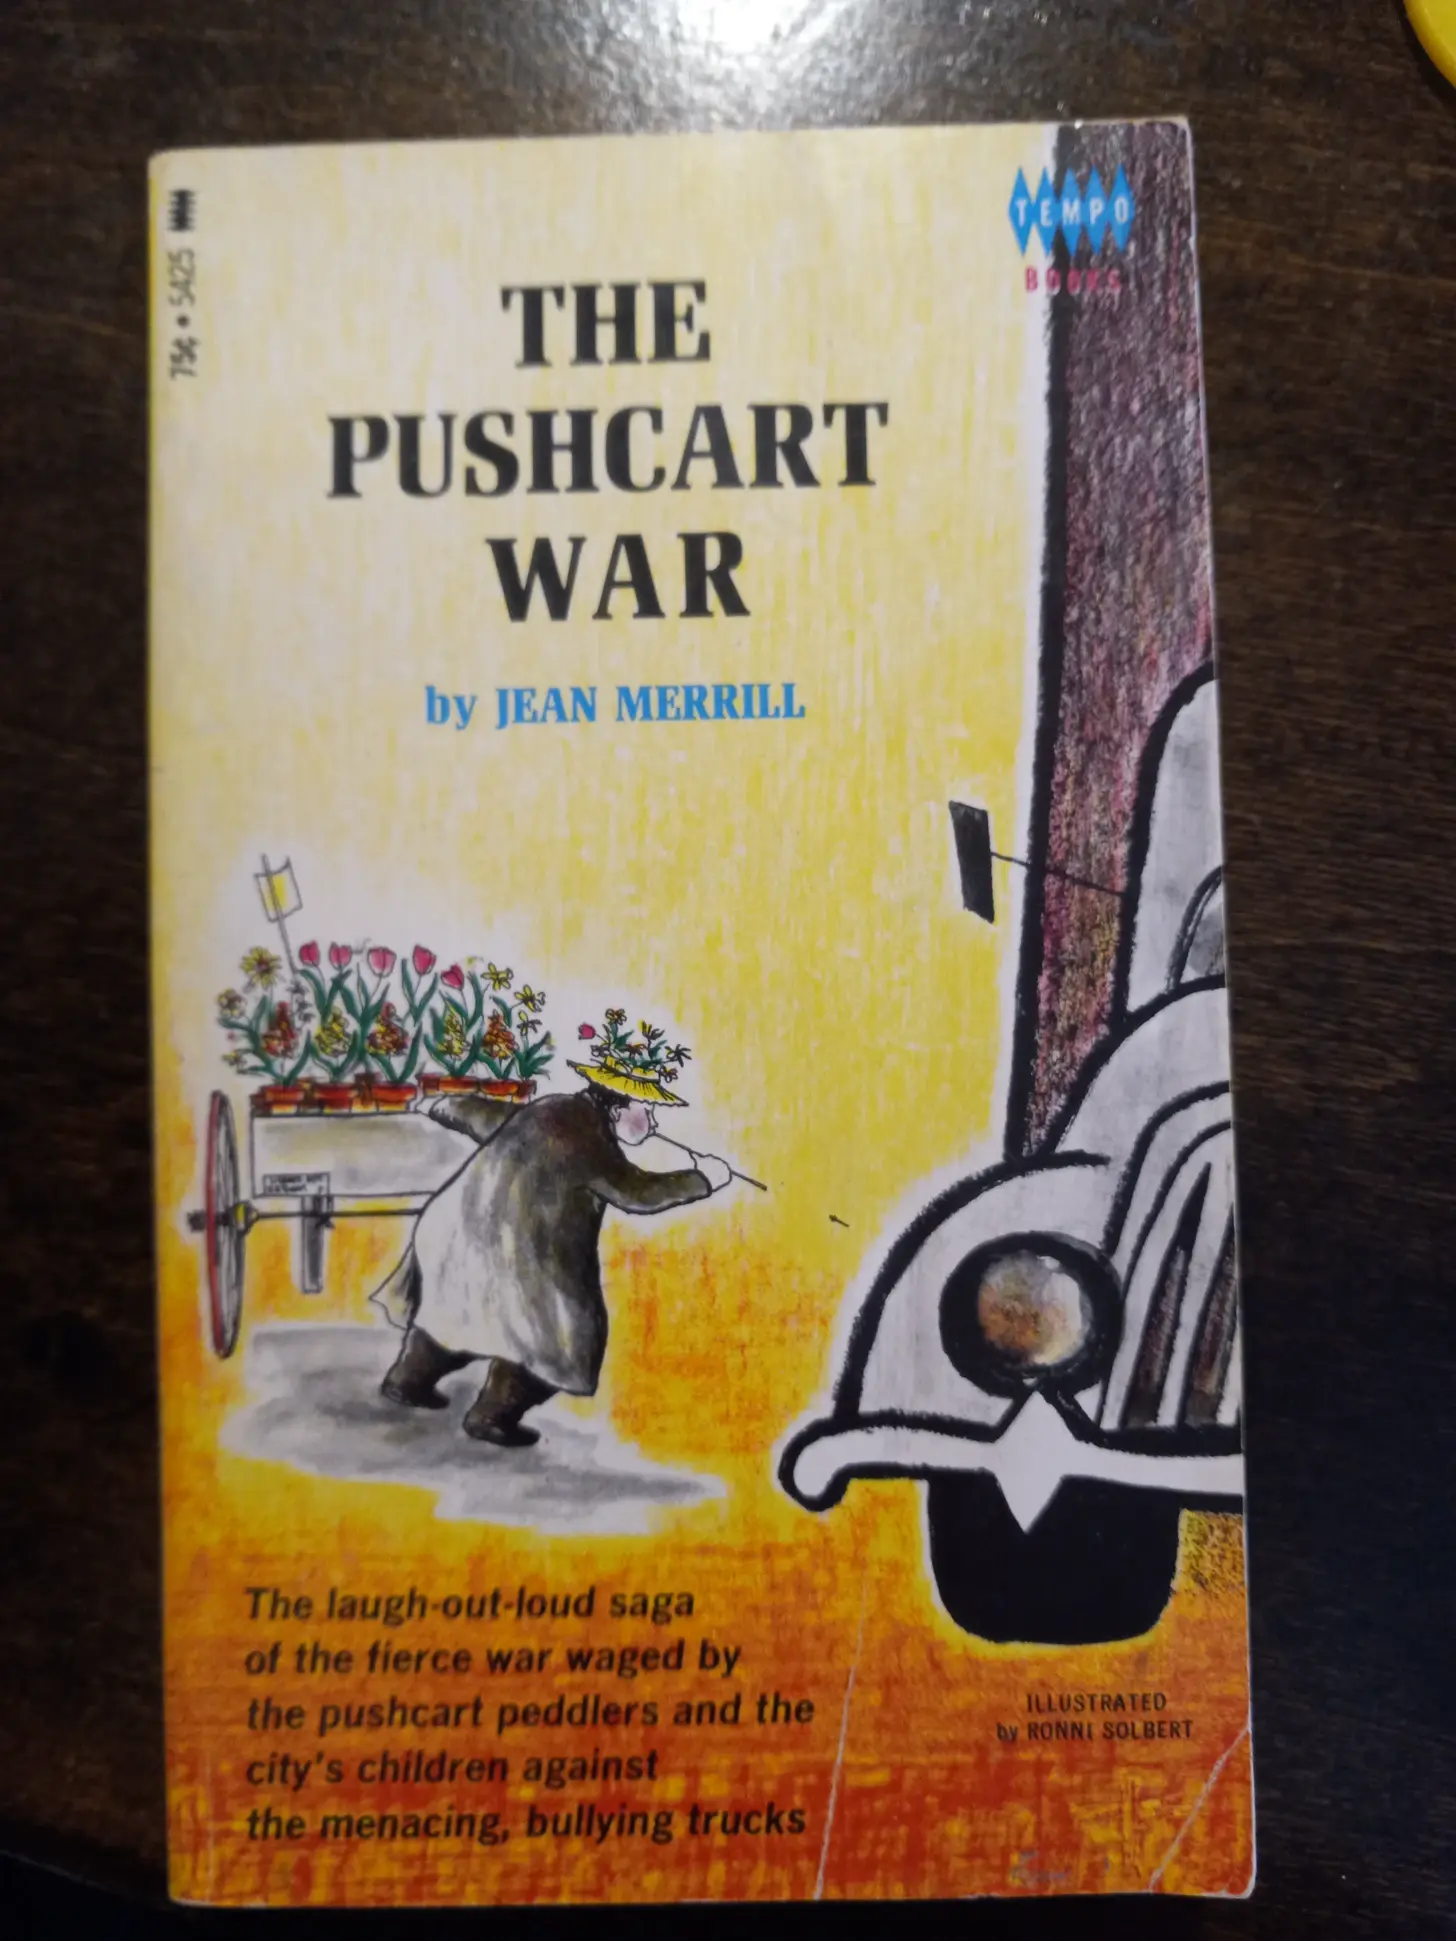 75¢ • 5425
TEMPO
BOOKS
THE
PUSHCART
WAR
by JEAN MERRILL
The laugh-out-loud saga
of the fierce war waged by
the pushcart peddlers and the
city's children against
the menacing, bullying trucks
ILLUSTRATED
by RONNI SOLBERT